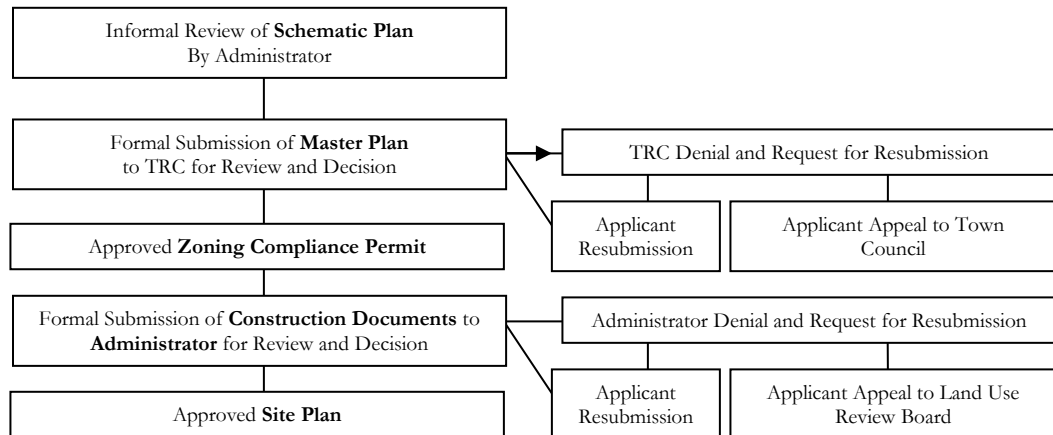 Informal Review of Schematic Plan
By Administrator
Formal Submission of Master Plan
to TRC for Review and Decision
TRC Denial and Request for Resubmission
Applicant
Resubmission
Applicant Appeal to Town
Council
Approved Zoning Compliance Permit
Formal Submission of Construction Documents to
Administrator for Review and Decision
Administrator Denial and Request for Resubmission
Applicant
Resubmission
Applicant Appeal to Land Use
Review Board
Approved Site Plan